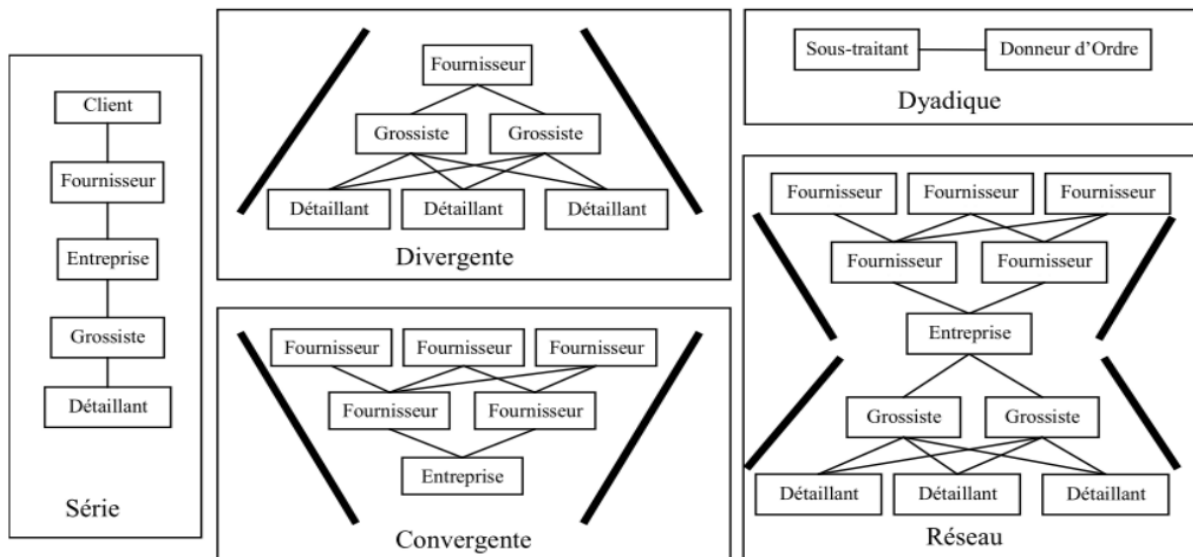 Client
Fournisseur
Entreprise
Grossiste
Détaillant
Série
Fournisseur
Grossiste Grossiste
Détaillant Détaillant Détaillant
Divergente
Fournisseur Fournisseur Fournisseur
Fournisseur Fournisseur
Entreprise
Convergente
Sous-traitant Donneur d'Ordre
Dyadique
Fournisseur Fournisseur Fournisseur
Fournisseur Fournisseur
Entreprise
Grossiste Grossiste
Détaillant Détaillant Détaillant
Réseau